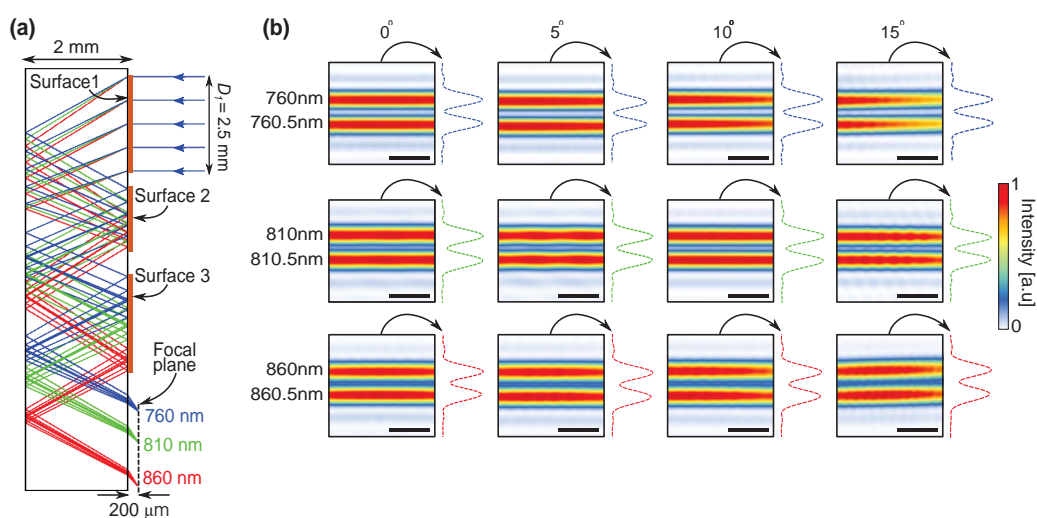 (a)
2 mm
Surface1
D₁ = 2.5 mm
Surface 2
Surface 3
Focal
plane
760 nm
810 nm
860 nm
200 µm
(b)
0° 5° 10° 15°
760nm
760.5nm
810nm
810.5nm
860nm
860.5nm
1
Intensity [a.u]
0